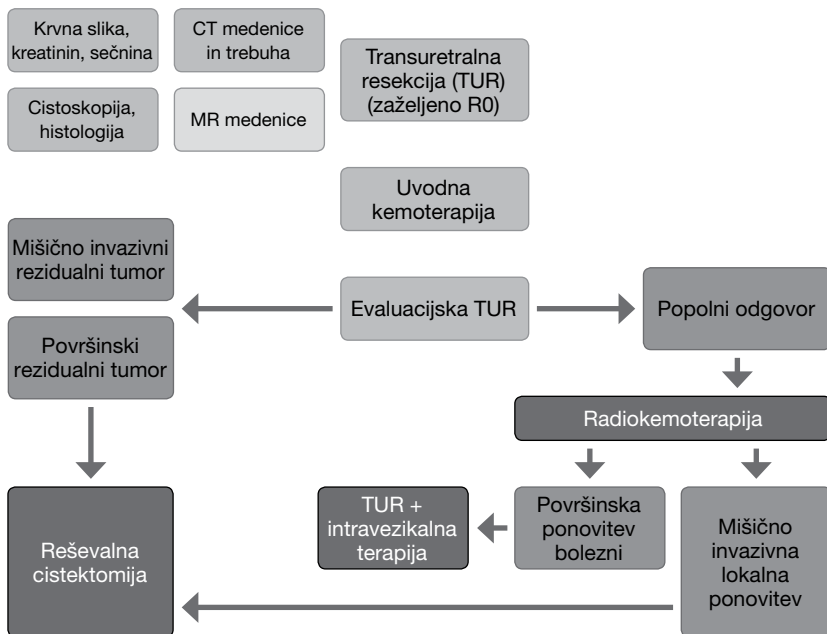 Krvna slika,
kreatinin, sečnina
CT medenice
in trebuha
Cistoskopija,
histologija
MR medenice
Transuretralna
resekcija (TUR)
(zaželjeno R0)
Uvodna
kemoterapija
Mišično invazivni
rezidualni tumor
Evaluacijska TUR
Popolni odgovor
Površinski
rezidualni tumor
Radiokemoterapija
Reševalna
cistektomija
TUR +
intravezikalna
terapija
Površinska
ponovitev
bolezni
Mišično
invazivna
lokalna
ponovitev